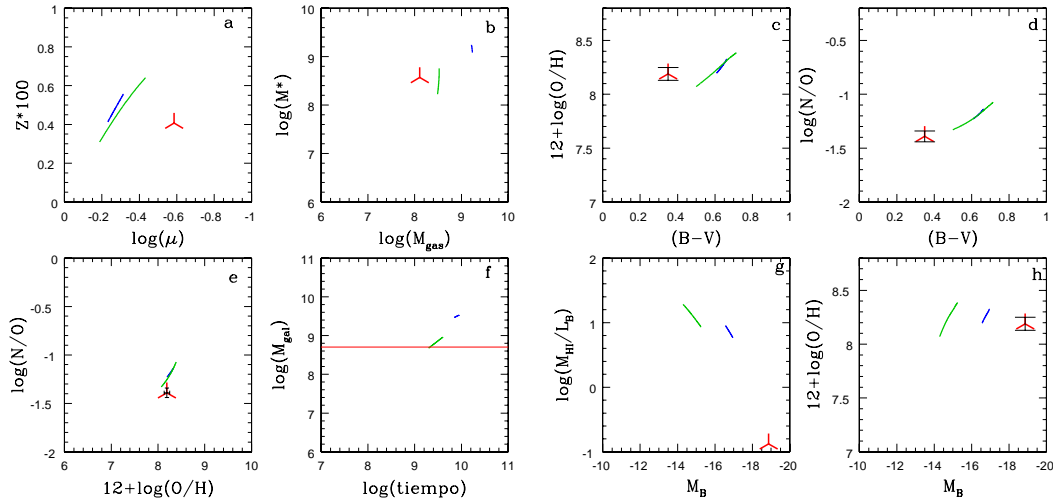 a
Z*100
1
0.8
0.6
0.4
0.2
0
0 -0.2 -0.4 -0.6 -0.8 -1
log(μ)
b
log(M*)
10
9
8
7
6
6 7 8 9 10
log(M_gas)
c
12+log(O/H)
8.5
8
7.5
7
0 0.2 0.4 0.6 0.8 1
(B-V)
d
log(N/O)
-0.5
-1
-1.5
-2
0 0.2 0.4 0.6 0.8 1
(B-V)
e
log(N/O)
0
-0.5
-1
-1.5
-2
6 7 8 9 10 11
12+log(O/H)
f
log(M_gal)
11
10
9
8
7
6
7 8 9 10 11
log(tiempo)
g
log(M_HI/L_B)
2
1
0
-1
-10 -12 -14 -16 -18 -20
M_B
h
12+log(O/H)
8.5
8
7.5
7
-10 -12 -14 -16 -18 -20
M_B